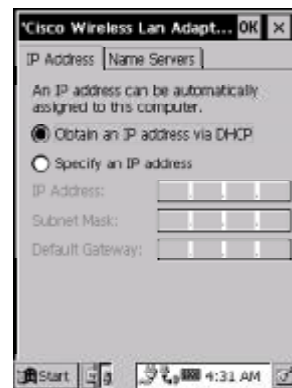 'Cisco Wireless Lan Adapt... OK ×
IP Address Name Servers
An IP address can be automatically
assigned to this computer.
Obtain an IP address via DHCP
Specify an IP address
IP Address:
Subnet Mask:
Default Gateway:
Start 4:31 AM